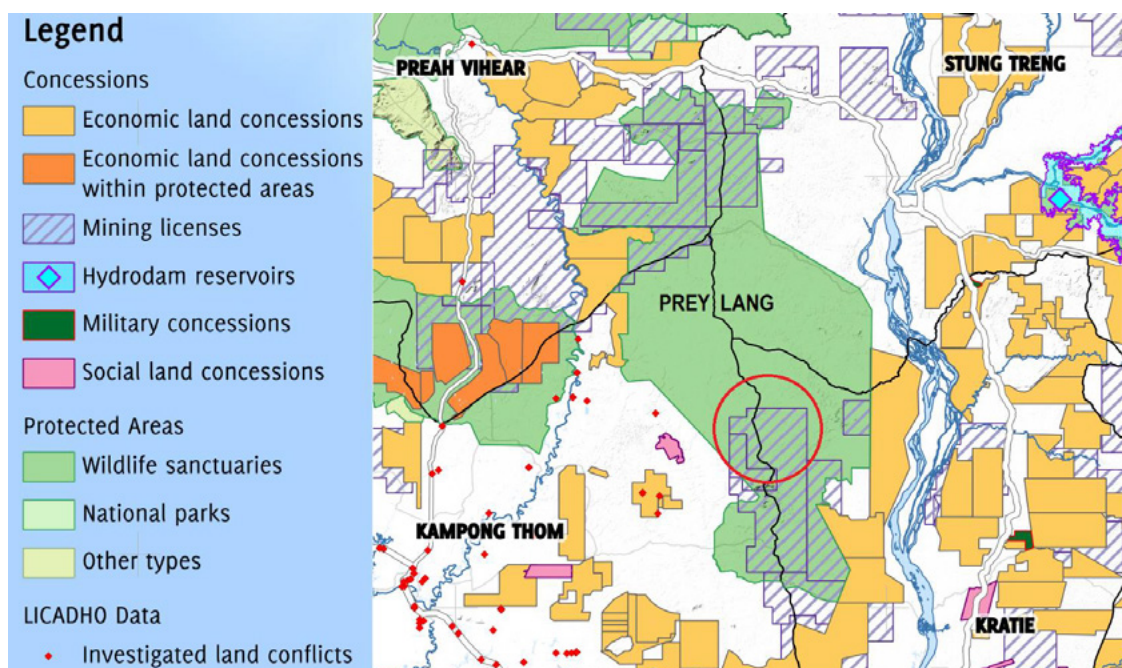 Legend
Concessions
Economic land concessions
Economic land concessions
within protected areas
Mining licenses
Hydrodam reservoirs
Military concessions
Social land concessions
Protected Areas
Wildlife sanctuaries
National parks
Other types
LICADHO Data
Investigated land conflicts
PREAH VIHEAR
STUNG TRENG
PREY LANG
KAMPONG THOM
KRATIE